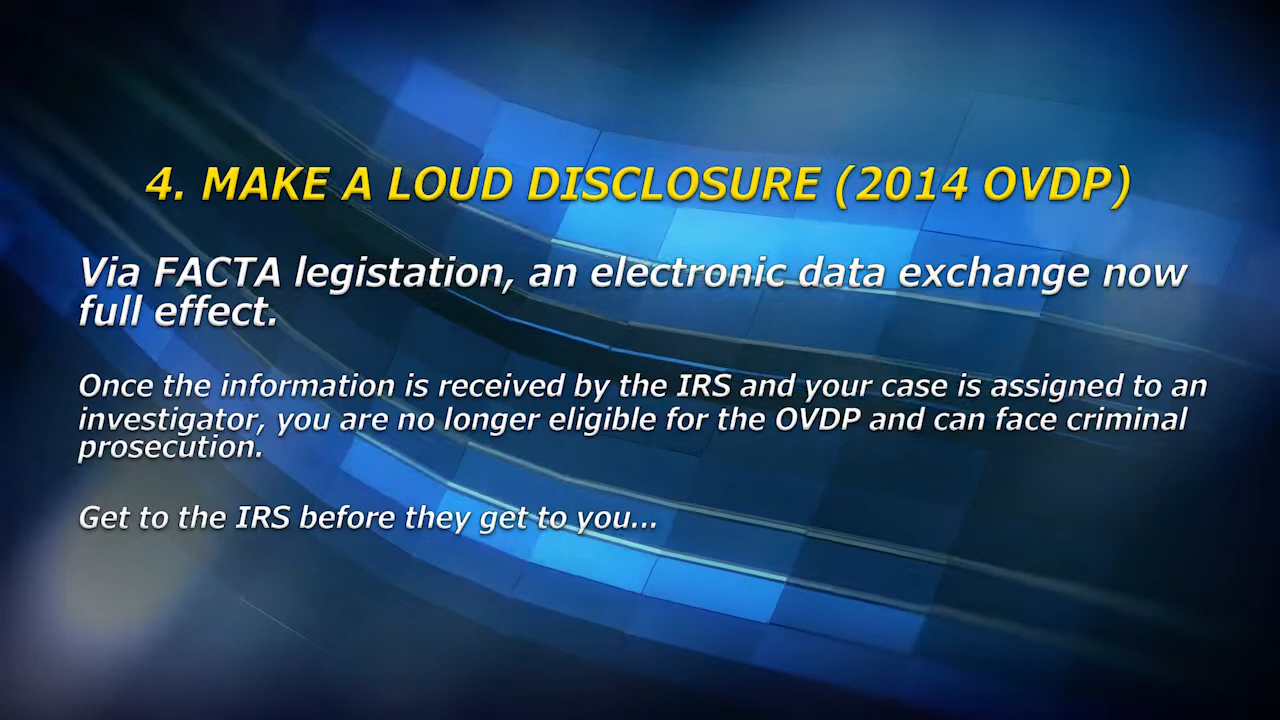 4. MAKE A LOUD DISCLOSURE (2014 OVDP)
Via FACTA legistation, an electronic data exchange now
full effect.
Once the information is received by the IRS and your case is assigned to an
investigator, you are no longer eligible for the OVDP and can face criminal
prosecution.
Get to the IRS before they get to you...